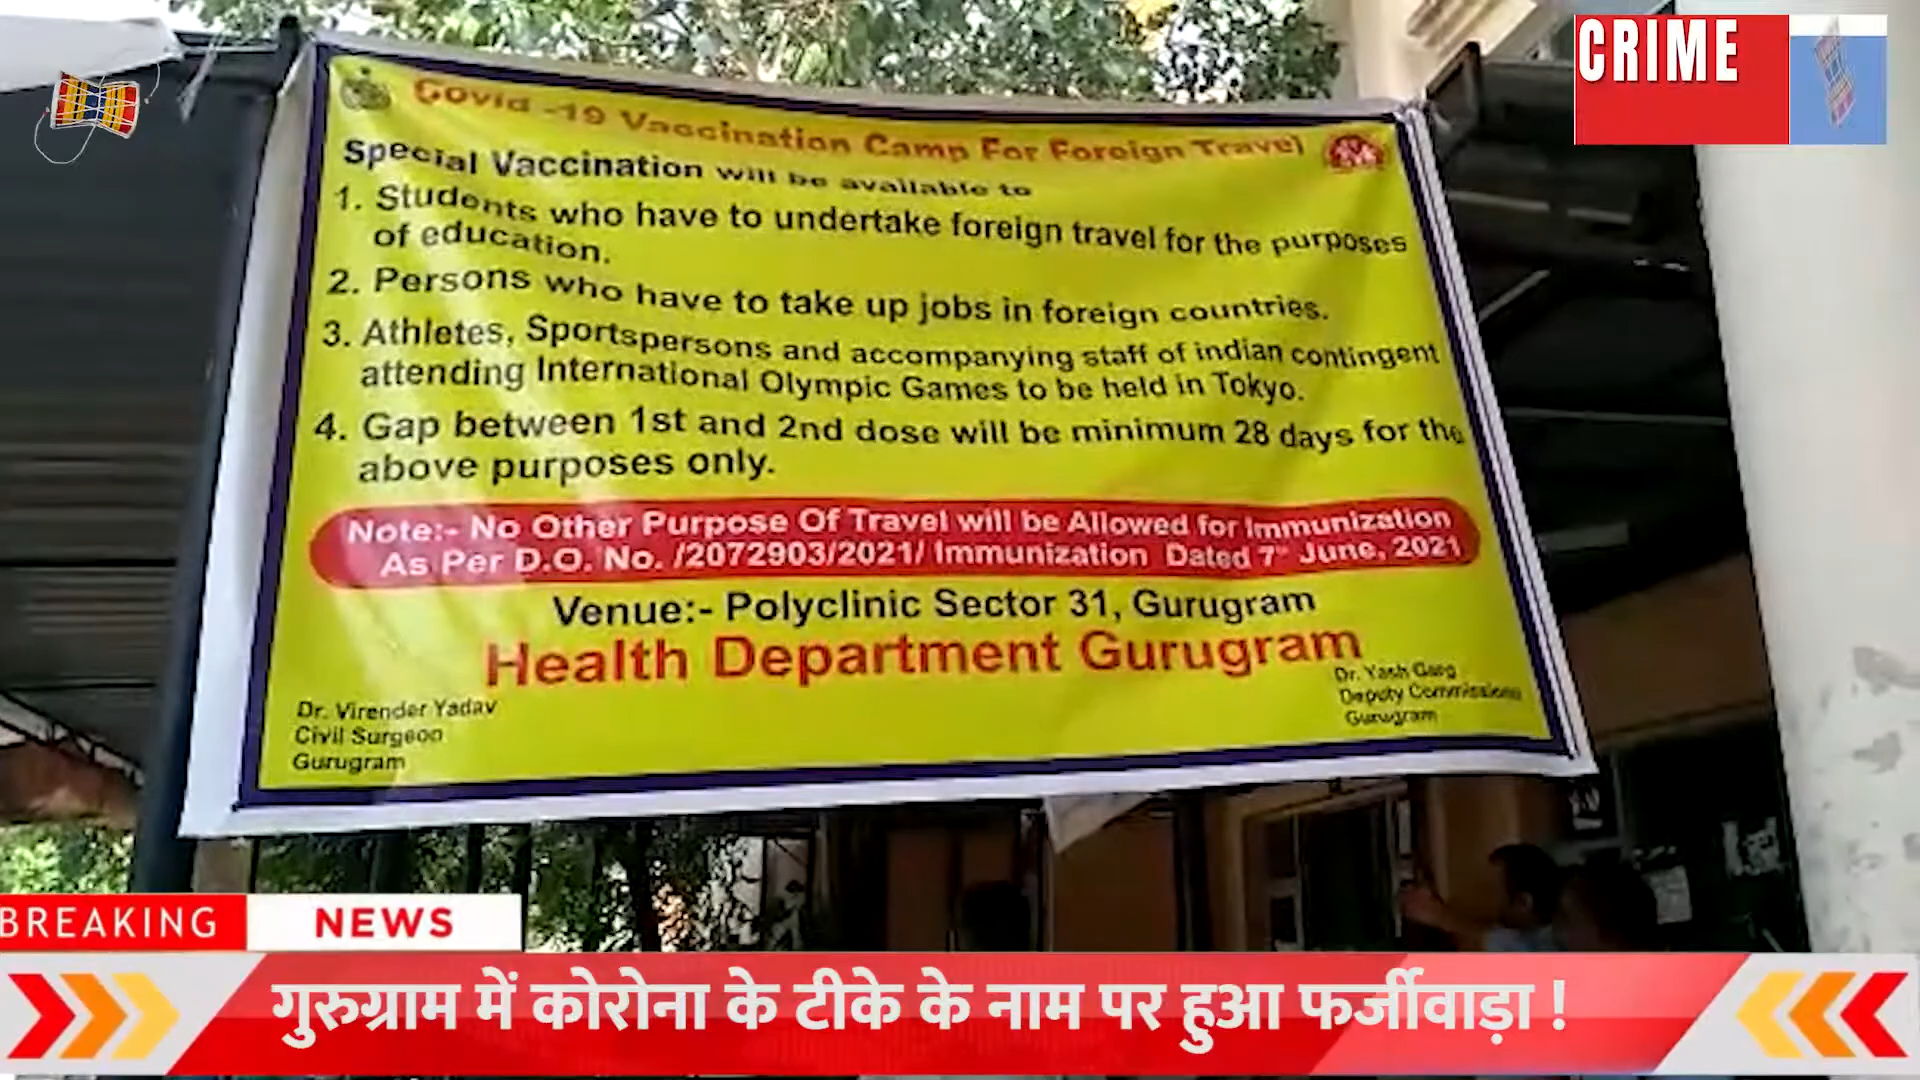 CRIME
Covid -19 Vaccination Camp For Foreign Travel
Special Vaccination will be available to
1. Students who have to undertake foreign travel for the purposes
of education.
2. Persons who have to take up jobs in foreign countries.
3. Athletes, Sportspersons and accompanying staff of indian contingent
attending International Olympic Games to be held in Tokyo.
4. Gap between 1st and 2nd dose will be minimum 28 days for the
above purposes only.
Note:- No Other Purpose Of Travel will be Allowed for Immunization
As Per D.O. No. /2072903/2021/ Immunization Dated 7th June, 2021
Venue:- Polyclinic Sector 31, Gurugram
Health Department Gurugram
Dr. Virender Yadav
Civil Surgeon
Gurugram
Dr. Yash Garg
Deputy Commissioner
Gurugram
BREAKING NEWS
गुरुग्राम में कोरोना के टीके के नाम पर हुआ फर्जीवाड़ा !